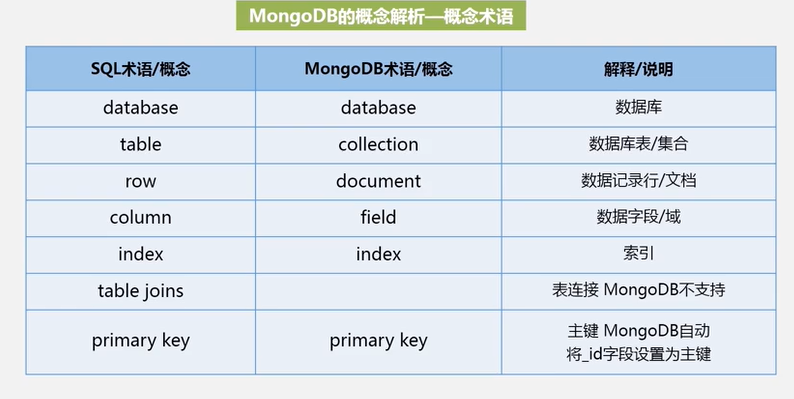 MongoDB的概念解析—概念术语
SQL术语/概念 MongoDB术语/概念 解释/说明
database database 数据库
table collection 数据库表/集合
row document 数据记录行/文档
column field 数据字段/域
index index 索引
table joins 表连接 MongoDB不支持
primary key primary key 主键 MongoDB自动
将_id字段设置为主键